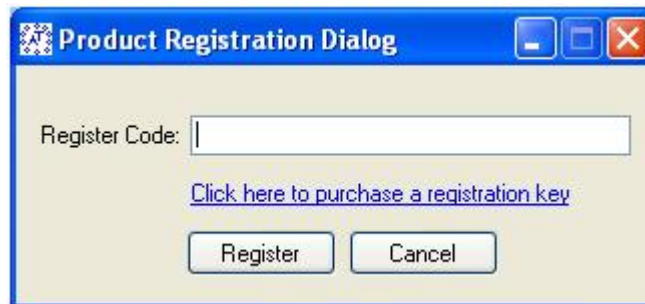 Product Registration Dialog
Register Code:
Click here to purchase a registration key
Register Cancel